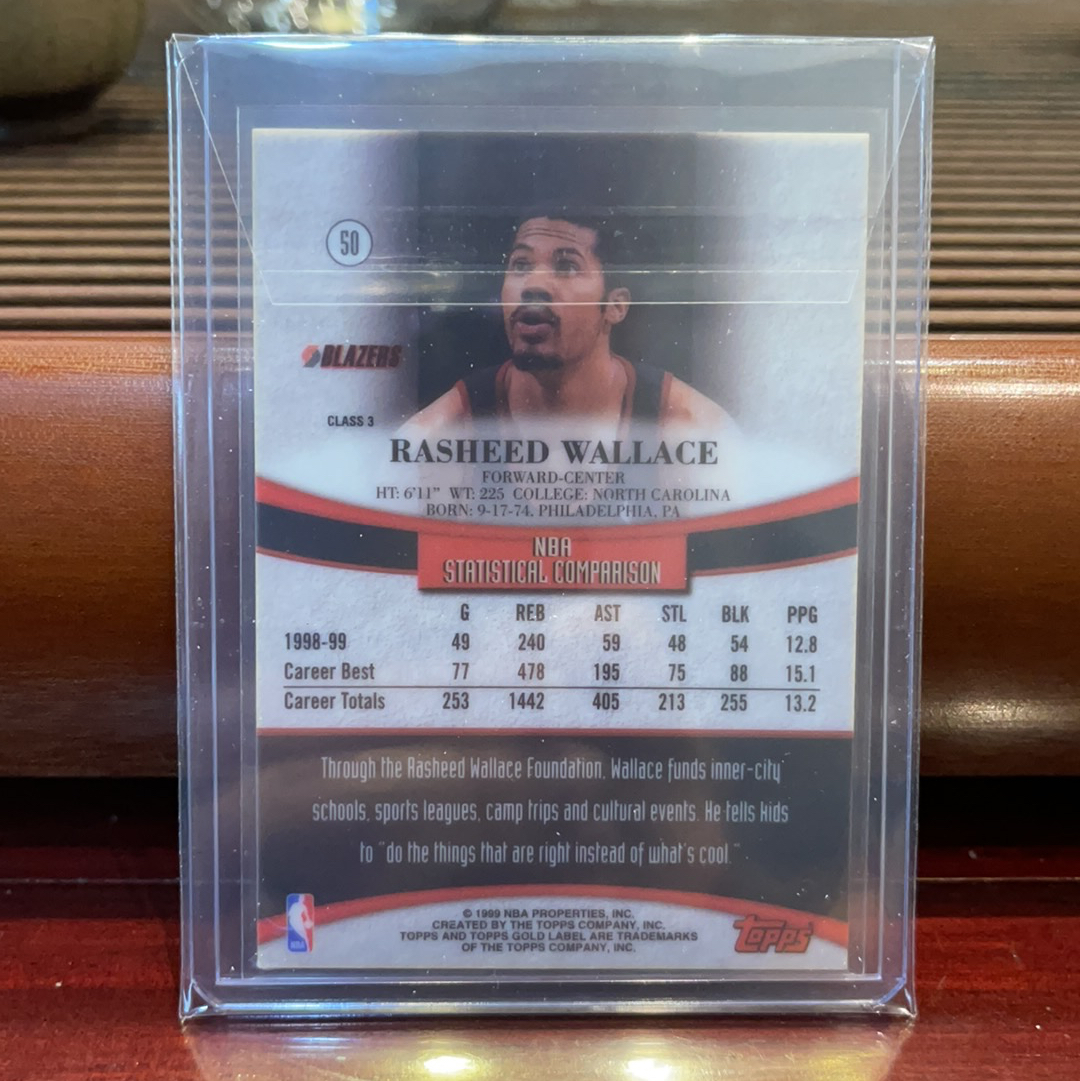 50
BLAZERS
CLASS 3
RASHEED WALLACE
FORWARD-CENTER
HT: 6'11" WT: 225 COLLEGE: NORTH CAROLINA
BORN: 9-17-74, PHILADELPHIA, PA
NBA
STATISTICAL COMPARISON
G REB AST STL BLK PPG
1998-99 49 240 59 48 54 12.8
Career Best 77 478 195 75 88 15.1
Career Totals 253 1442 405 213 255 13.2
Through the Rasheed Wallace Foundation, Wallace funds inner-city
schools, sports leagues, camp trips and cultural events. He tells kids
to "do the things that are right instead of what's cool."
NBA
© 1999 NBA PROPERTIES, INC.
CREATED BY THE TOPPS COMPANY, INC.
TOPPS AND TOPPS GOLD LABEL ARE TRADEMARKS
OF THE TOPPS COMPANY, INC.
Topps